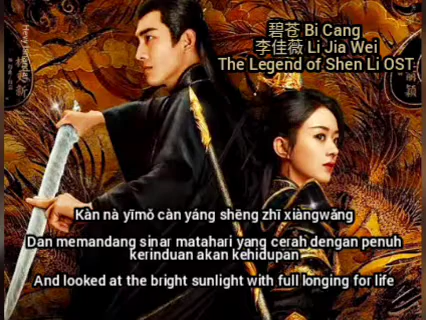 碧苍 Bi Cang
李佳薇 Li Jia Wei
The Legend of Shen Li OST
Kàn nà yīmǒ càn yáng shēng zhī xiàngwǎng
Dan memandang sinar matahari yang cerah dengan penuh
kerinduan akan kehidupan
And looked at the bright sunlight with full longing for life